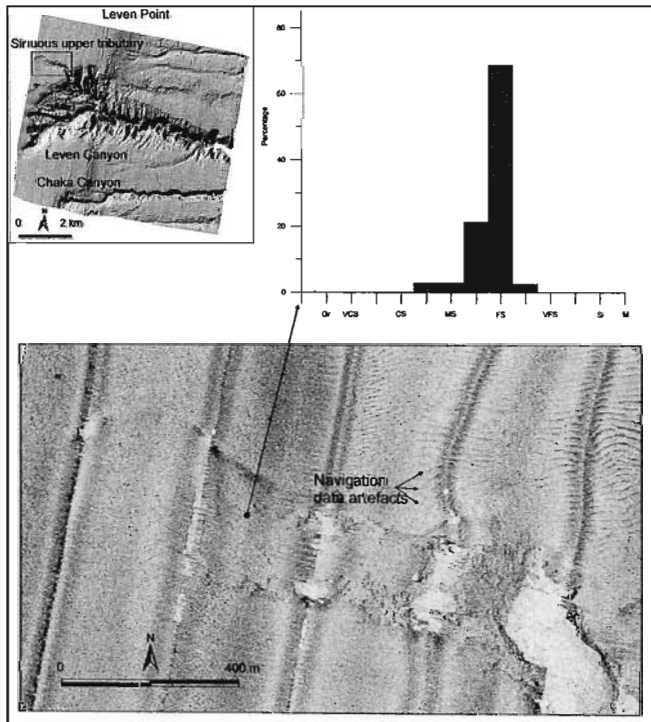 Leven Point
Sinuous upper tributary
Leven Canyon
Chaka Canyon
N
0 2 km
Percentage
80
60
40
20
0
Gr VCS CS MS FS VFS Si M
Navigation
data artefacts
N
0 400 m